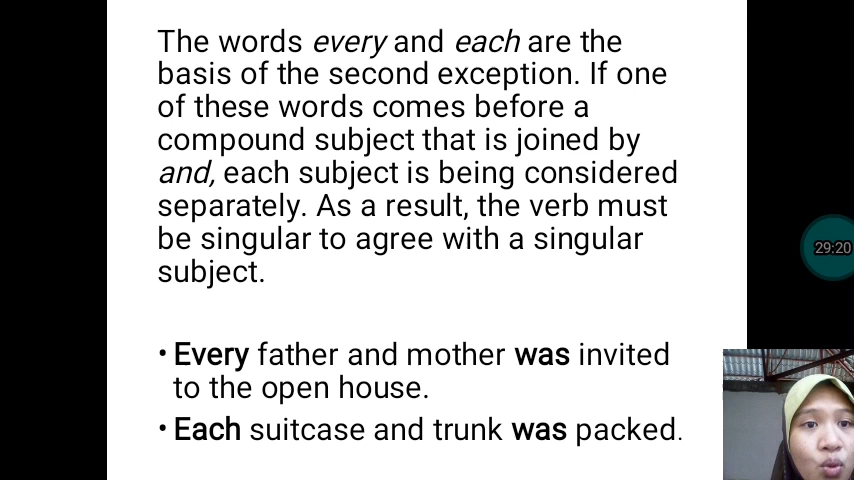 The words every and each are the
basis of the second exception. If one
of these words comes before a
compound subject that is joined by
and, each subject is being considered
separately. As a result, the verb must
be singular to agree with a singular
subject.
• Every father and mother was invited
to the open house.
• Each suitcase and trunk was packed.
29:20